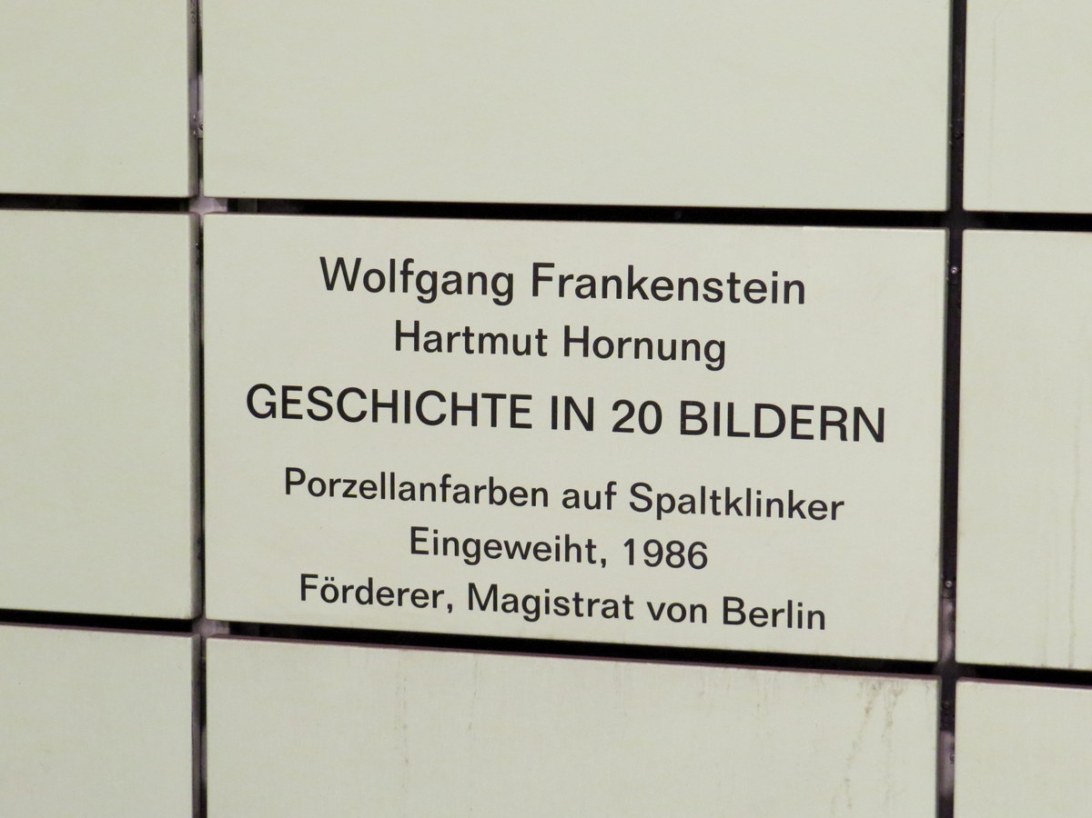 Wolfgang Frankenstein
Hartmut Hornung
GESCHICHTE IN 20 BILDERN
Porzellanfarben auf Spaltklinker
Eingeweiht, 1986
Förderer, Magistrat von Berlin